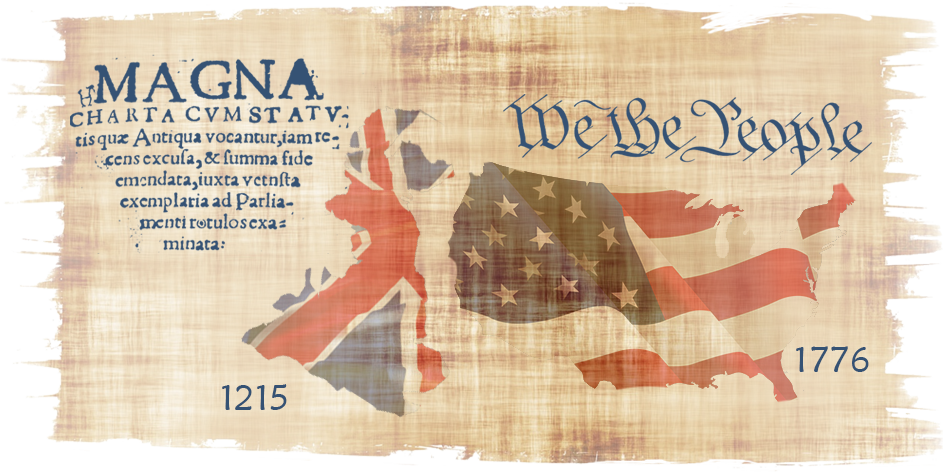 MAGNA
CHARTA CVM STATV-
tis quæ Antiqua vocantur, iam re-
cens excusa, & summa fide
emendata, iuxta vetusta
exemplaria ad Parlia-
menti rotulos exa-
minata:
1215
We the People
1776